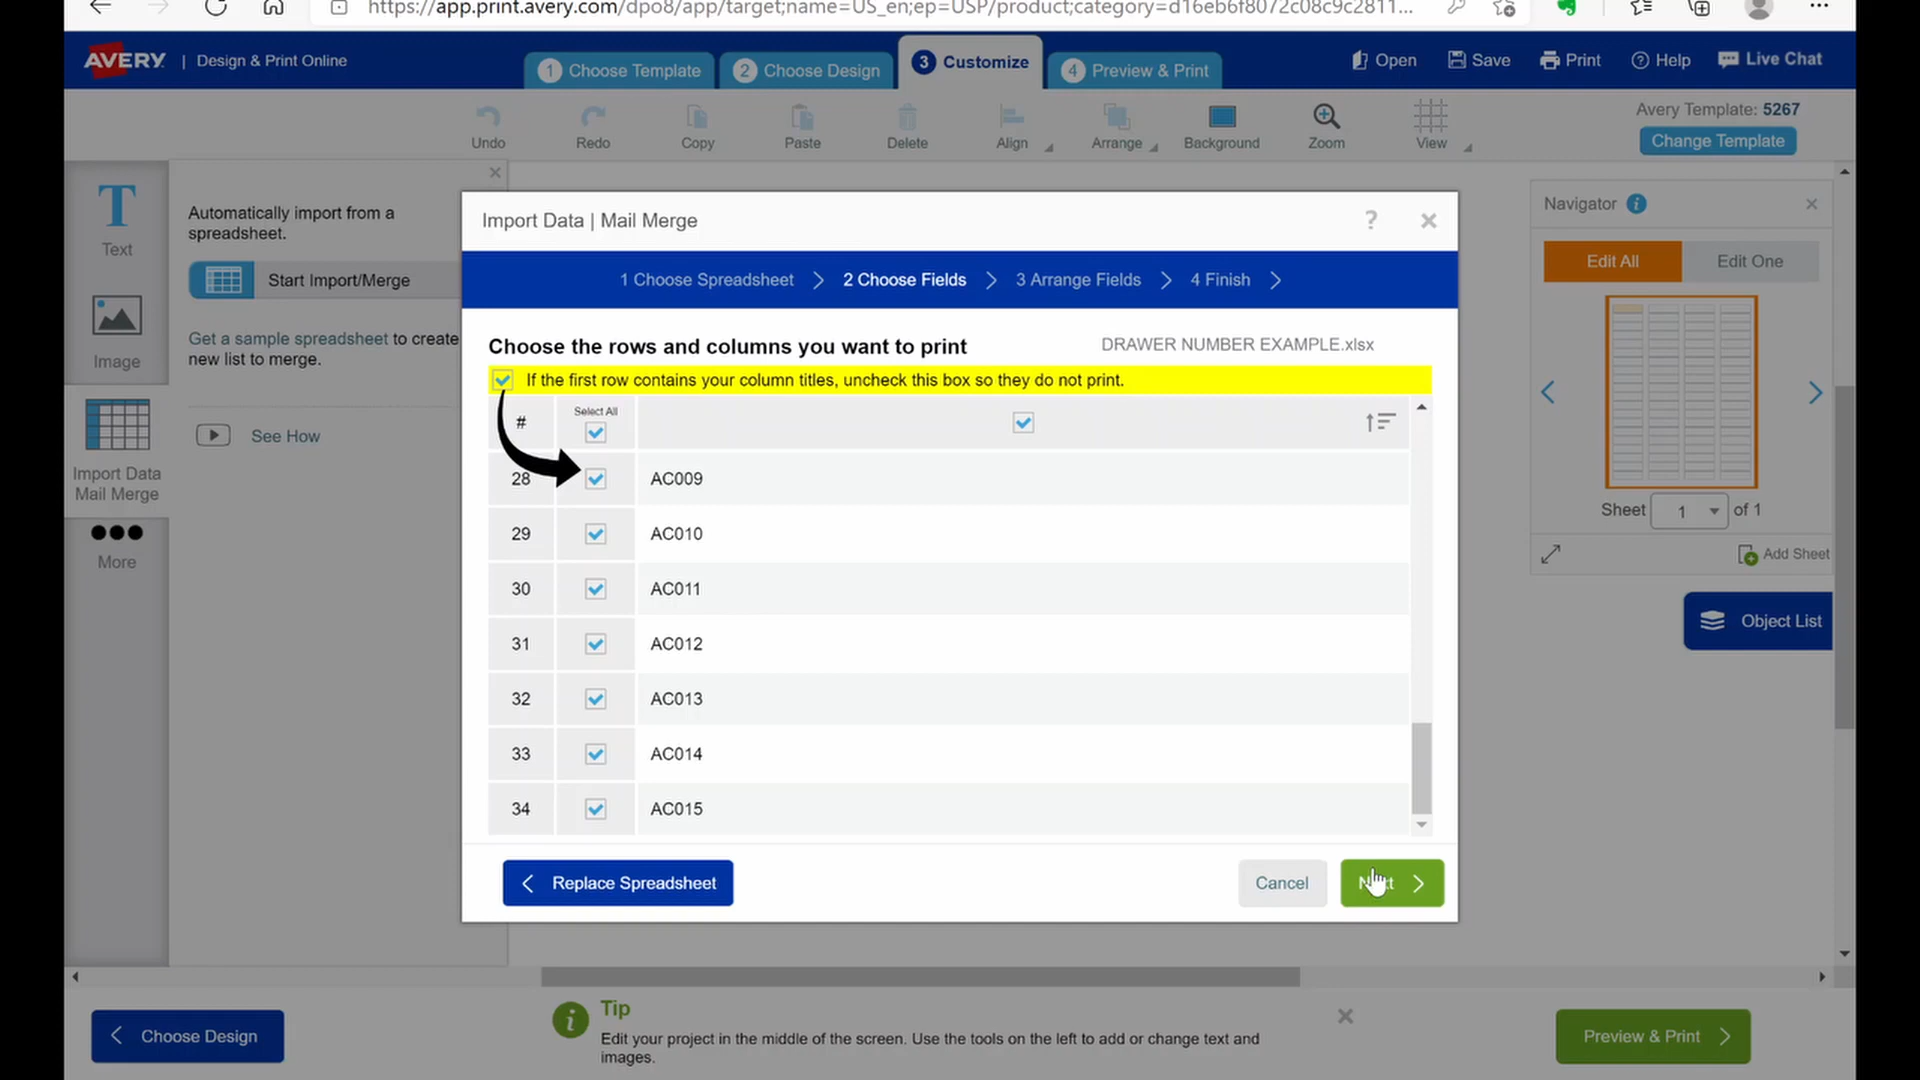 https://app.print.avery.com/dpo8/app/target;name=US_en;ep=USP/product;category=d16eb6f8072c08c9c2811...
AVERY | Design & Print Online
1 Choose Template
2 Choose Design
3 Customize
4 Preview & Print
Open
Save
Print
? Help
Live Chat
Undo
Redo
Copy
Paste
Delete
Align
Arrange
Background
Zoom
View
Avery Template: 5267
Change Template
T
Text
Image
Import Data
Mail Merge
More
Automatically import from a
spreadsheet.
Start Import/Merge
Get a sample spreadsheet to create
new list to merge.
See How
Import Data | Mail Merge
?
1 Choose Spreadsheet
2 Choose Fields
3 Arrange Fields
4 Finish
Choose the rows and columns you want to print
DRAWER NUMBER EXAMPLE.xlsx
If the first row contains your column titles, uncheck this box so they do not print.
# Select All
28 AC009
29 AC010
30 AC011
31 AC012
32 AC013
33 AC014
34 AC015
Replace Spreadsheet
Cancel
Navigator i
Edit All
Edit One
Sheet 1 of 1
Add Sheet
Object List
Choose Design
i Tip
Edit your project in the middle of the screen. Use the tools on the left to add or change text and
images.
Preview & Print